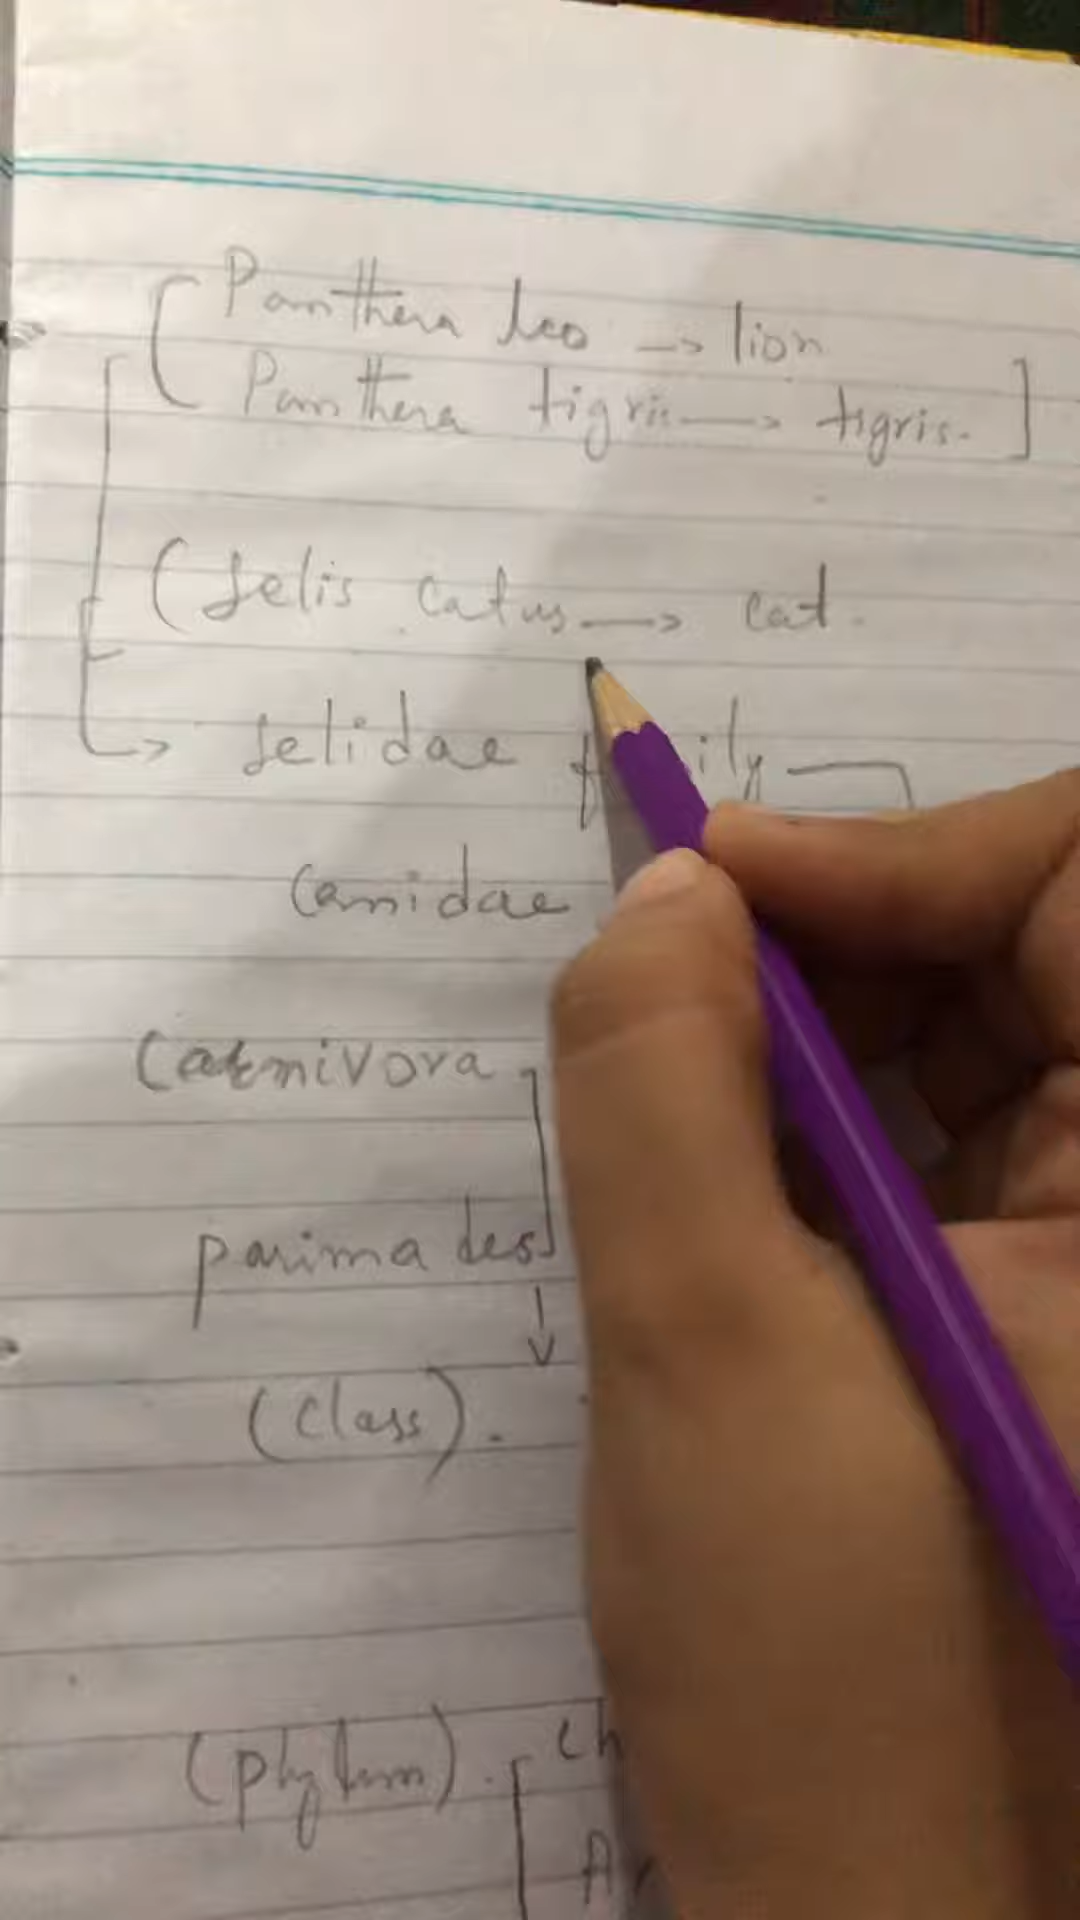 Panthera leo → lion
Panthera tigris → tigris.
(felis catus → cat.
→ felidae
Canidae
Carnivora
parimades
↓
(Class).
(phylum).